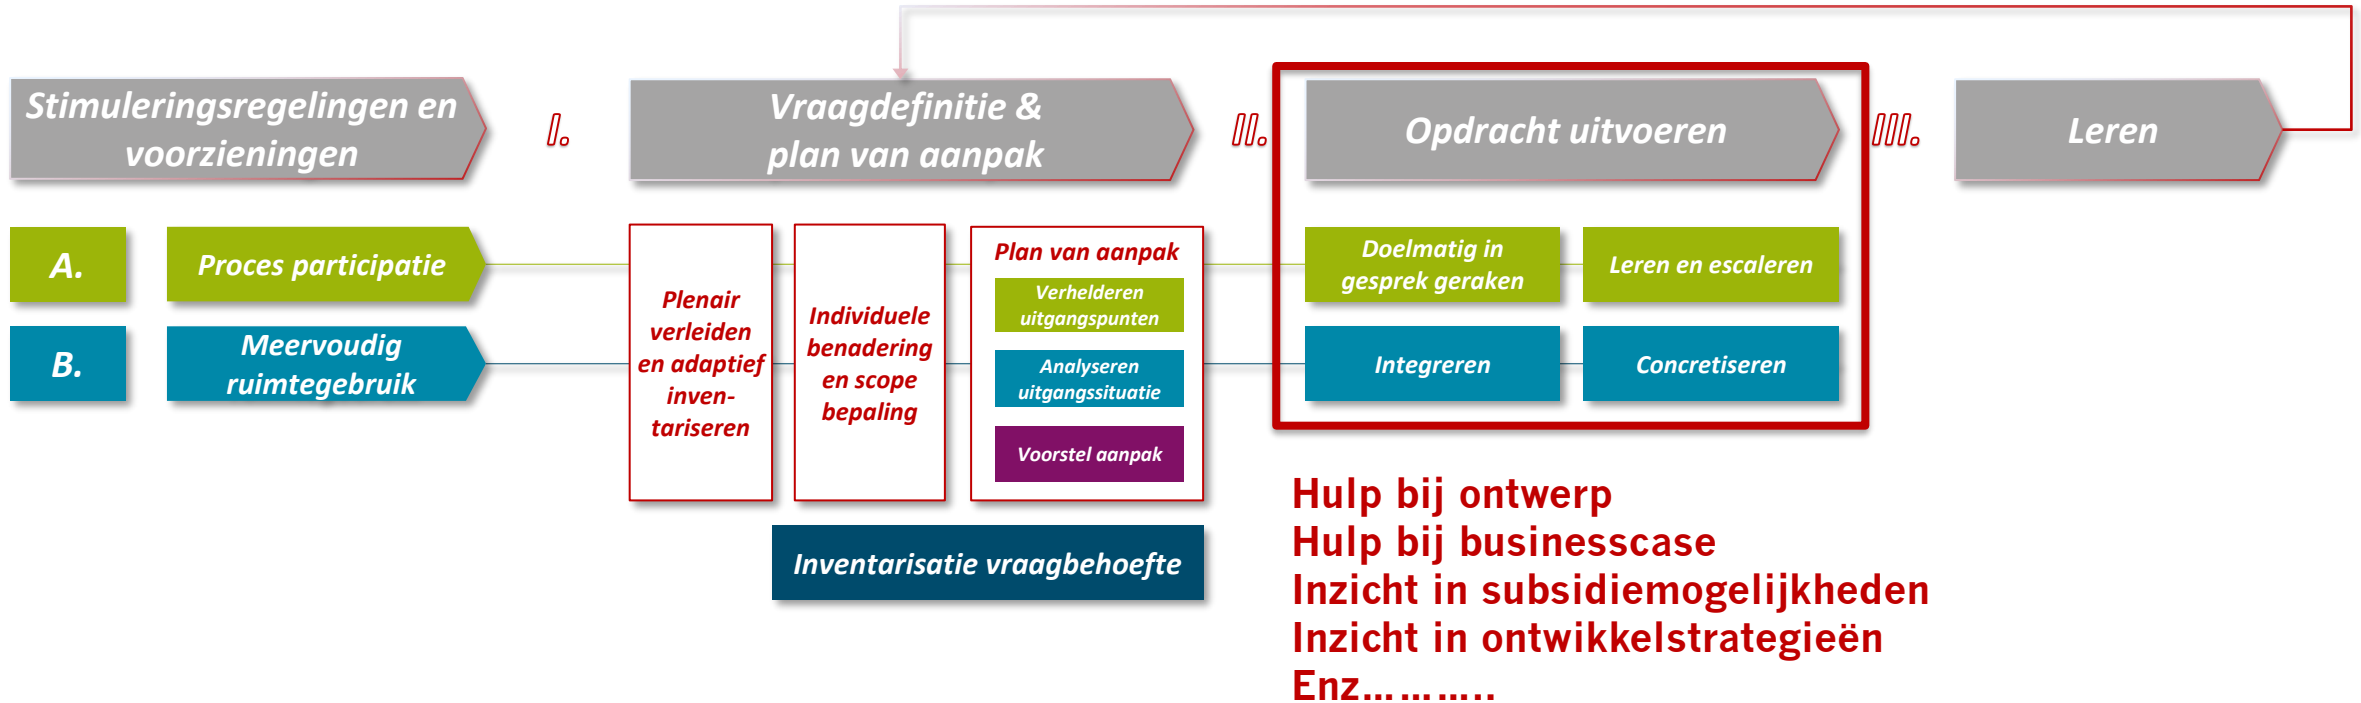 Stimuleringsregelingen en
voorzieningen
I.
Vraagdefinitie &
plan van aanpak
II.
Opdracht uitvoeren
III.
Leren
A.
Proces participatie
B.
Meervoudig
ruimtegebruik
Plenair
verleiden
en adaptief
inven-
tariseren
Individuele
benadering
en scope
bepaling
Plan van aanpak
Verhelderen
uitgangspunten
Analyseren
uitgangssituatie
Voorstel aanpak
Inventarisatie vraagbehoefte
Doelmatig in
gesprek geraken
Leren en escaleren
Integreren
Concretiseren
Hulp bij ontwerp
Hulp bij businesscase
Inzicht in subsidiemogelijkheden
Inzicht in ontwikkelstrategieën
Enz………..